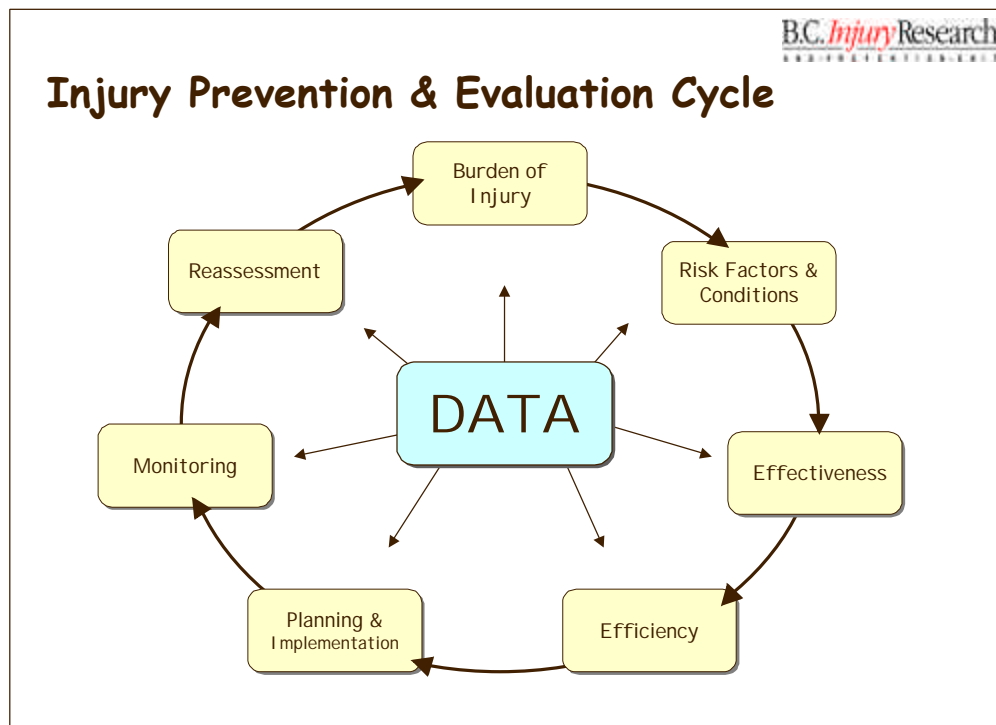 B.C. Injury Research
Injury Prevention & Evaluation Cycle
Burden of
Injury
Risk Factors &
Conditions
Effectiveness
Efficiency
Planning &
Implementation
Monitoring
Reassessment
DATA